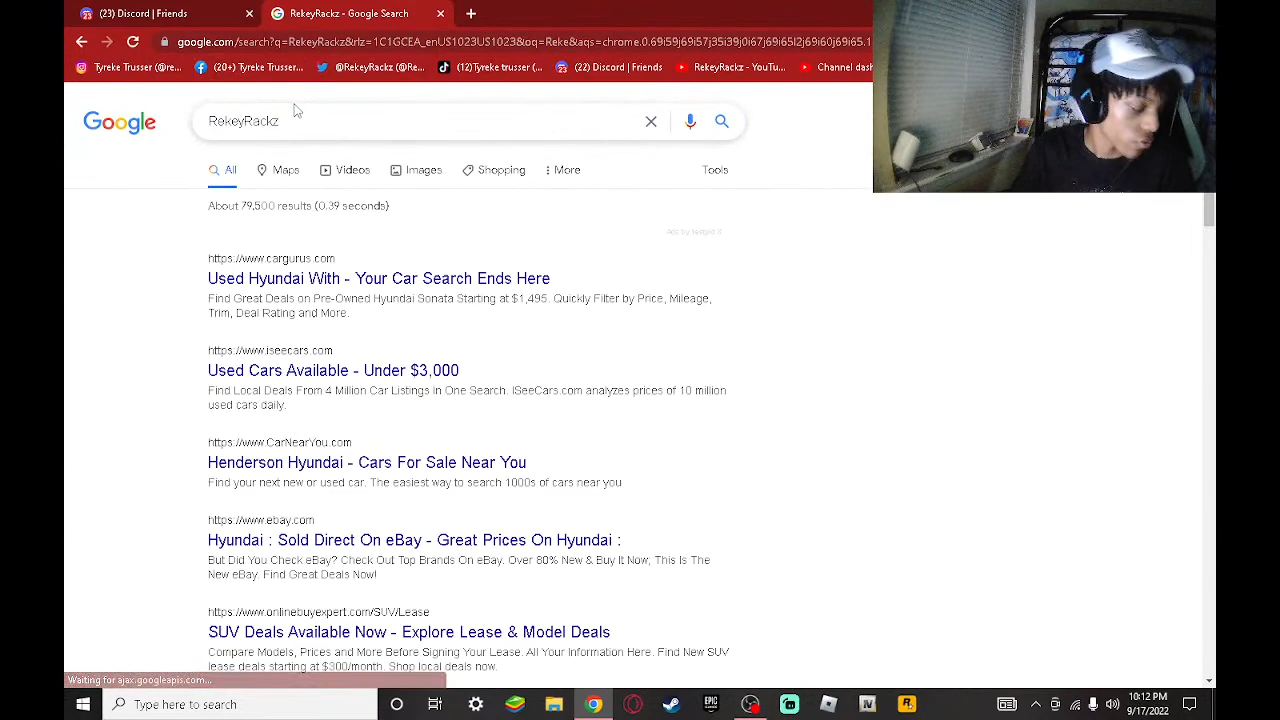 (23) Discord | Friends
RekeyRackz - Google Search
google.com/search?q=RekeyRackz&rlz=1C1GCEA_enUS1023US1023&oq=Reke&aqs=chrome.0.69i59j69i57j35i39j0i67j69i65l2j69i60j69i65.1
Tyreke Trusser (@re...
(20+) Tyreke Trusser...
@RekeyRackz (@Re...
(12)Tyreke trusser (...
(22) Discord | Friends
RekeyRackz - YouTu...
Channel dash
Google
RekeyRackz
All
Maps
Videos
Images
Shopping
More
Tools
About 79,500 results (0.39 seconds)
https://www.cargurus.com
Used Hyundai With - Your Car Search Ends Here
Find Great Deals on Pre-Owned Hyundai Sonata Starting at $1,495. Quickly Filter by Price, Mileage,
Trim, Deal Rating and More.
https://www.iseecars.com
Used Cars Available - Under $3,000
Find Local Deals From 4 Million Car Listings In One Search. ISeeCars.com analyzes prices of 10 million
used cars daily.
https://www.CarNearYou.com
Henderson Hyundai - Cars For Sale Near You
Find your next new or used car. The easiest way to search 1000s of cars near you
https://www.ebay.com
Hyundai : Sold Direct On eBay - Great Prices On Hyundai :
But Did You Check eBay? Check Out Top Brands On eBay. Over 80% New & Buy It Now; This Is The
New eBay. Find Great Deals Now!
https://www.onlinebuyexpert.com/SUV/Lease
SUV Deals Available Now - Explore Lease & Model Deals
Compare Models, Prices and More Before Signing Your Lease. All Your Information Here. Find New SUV
lease deals starting at $300/month. Shop local deals now.
Waiting for ajax.googleapis.com...
Type here to search
10:12 PM
9/17/2022